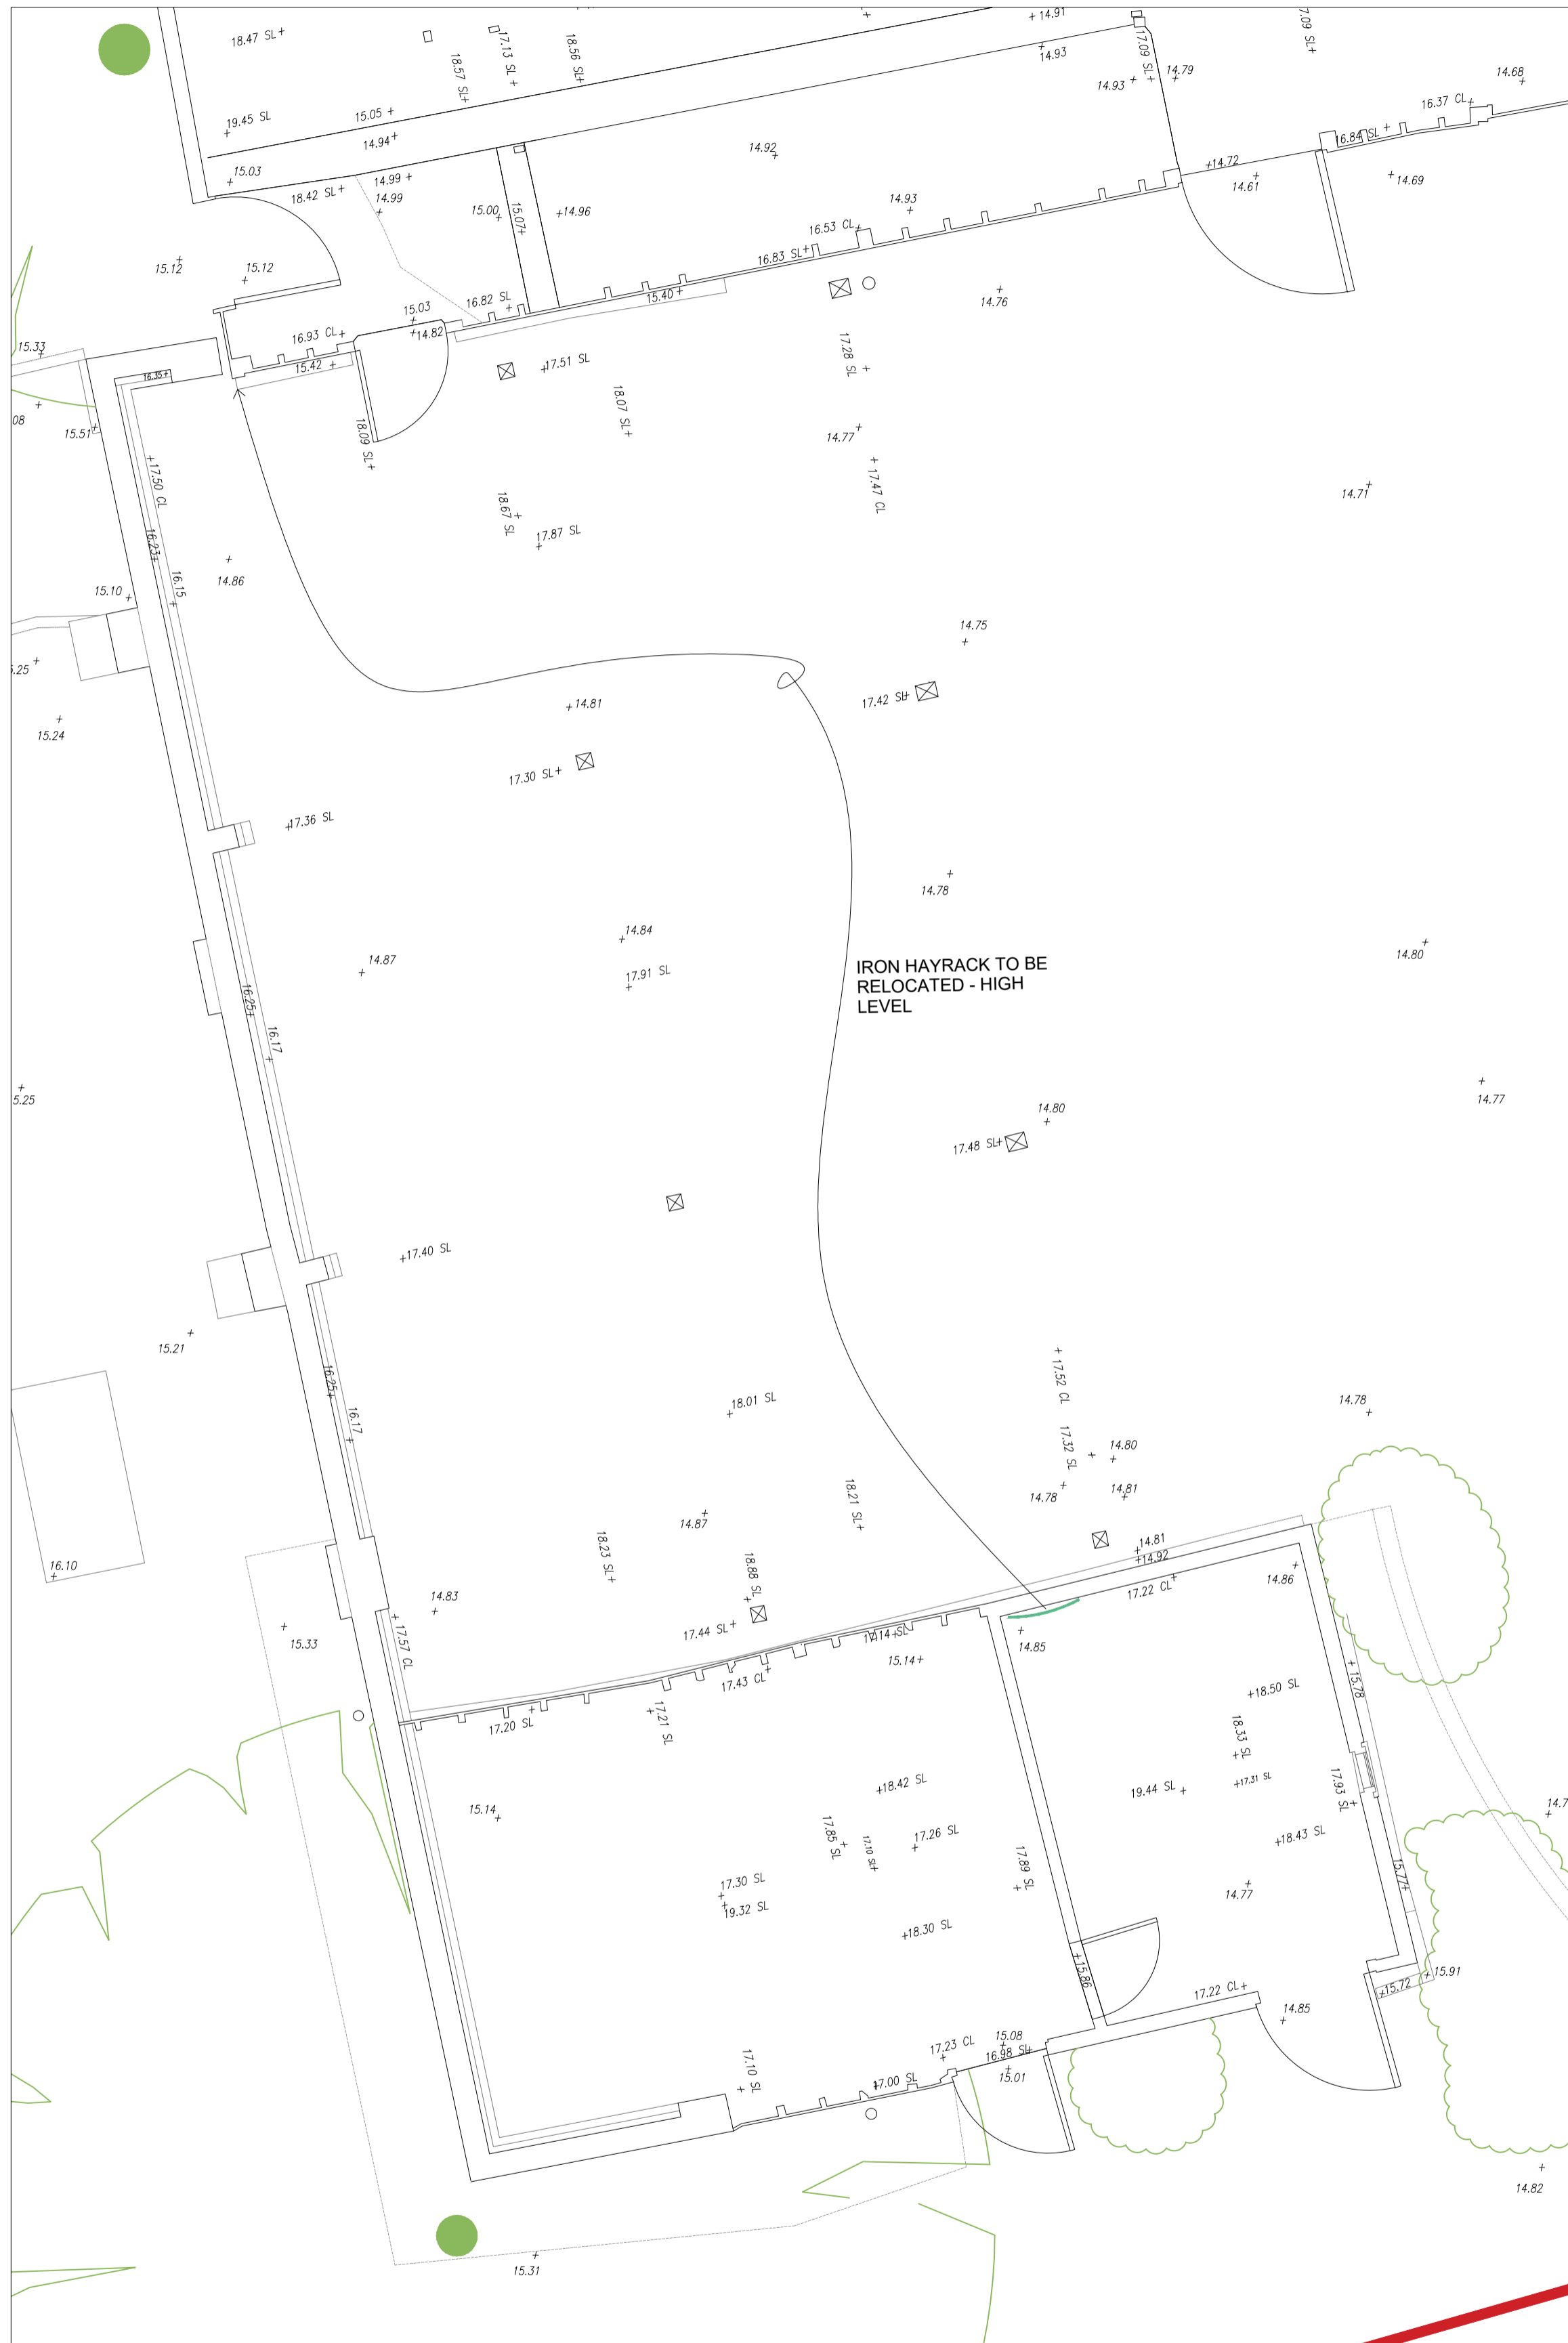 14.91
18.47 SL
17.13 SL
18.56 SL
18.57 SL
17.09 SL
7.09 SL
14.93
14.93
14.79
14.68
19.45 SL
15.05
16.37 CL
14.94
14.92
16.84 SL
14.72
15.03
14.99
14.61
14.69
18.42 SL
14.99
15.00
15.07
14.96
14.93
16.53 CL
16.83 SL
15.12
15.12
15.40
14.76
15.03
16.82 SL
16.93 CL
14.82
15.33
17.28 SL
15.42
17.51 SL
16.35
18.07 SL
08
15.51
18.09 SL
14.77
17.50 CL
17.47 CL
14.71
18.67 SL
17.87 SL
16.23
14.86
16.15
15.10
14.75
5.25
17.42 SL
14.81
15.24
17.30 SL
17.36 SL
14.78
14.84
14.87
17.91 SL
14.80
IRON HAYRACK TO BE
RELOCATED - HIGH
LEVEL
16.25
16.17
5.25
14.80
14.77
17.48 SL
17.40 SL
15.21
17.52 CL
16.25
18.01 SL
14.78
16.17
17.32 SL
14.80
18.21 SL
14.78
14.81
14.87
18.23 SL
14.81
14.92
16.10
18.88 SL
17.22 CL
14.86
14.83
15.33
17.57 CL
17.44 SL
17.14 SL
14.85
15.14
17.43 CL
15.78
18.50 SL
17.20 SL
17.21 SL
18.33 SL
18.42 SL
19.44 SL
17.31 SL
17.93 SL
14.7
15.14
17.85 SL
17.10 SL
17.26 SL
18.43 SL
17.89 SL
15.77
17.30 SL
14.77
19.32 SL
18.30 SL
15.86
15.91
15.72
17.22 CL
14.85
15.08
17.23 CL
16.98 SL
17.10 SL
15.01
17.00 SL
14.82
15.31